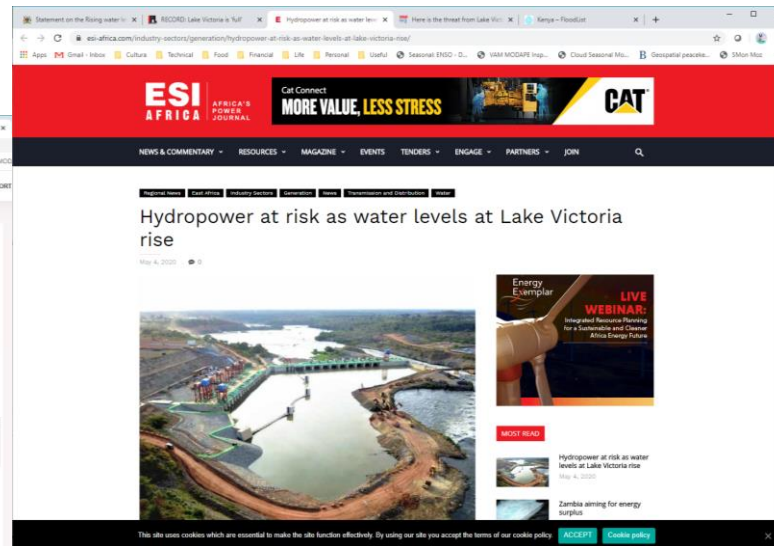 Statement on the Rising water l
RECORD: Lake Victoria is 'full'
Hydropower at risk as water leve
Here is the threat from Lake Vict
Kenya – FloodList
esi-africa.com/industry-sectors/generation/hydropower-at-risk-as-water-levels-at-lake-victoria-rise/
Apps
Gmail - Inbox
Cultura
Technical
Food
Financial
Life
Personal
Useful
Seasonal: ENSO - D...
VAM MODAPE Insp...
Cloud Seasonal Mo...
Geospatial peaceke...
SMon Moz
ESI
AFRICA
AFRICA'S
POWER
JOURNAL
Cat Connect
MORE VALUE, LESS STRESS
CAT
NEWS & COMMENTARY
RESOURCES
MAGAZINE
EVENTS
TENDERS
ENGAGE
PARTNERS
JOIN
Regional News
East Africa
Industry Sectors
Generation
News
Transmission and Distribution
Water
Hydropower at risk as water levels at Lake Victoria
rise
May 4, 2020
0
Energy
Exemplar
LIVE
WEBINAR:
Integrated Resource Planning
for a Sustainable and Cleaner
Africa Energy Future
MOST READ
Hydropower at risk as water
levels at Lake Victoria rise
May 4, 2020
Zambia aiming for energy
surplus
This site uses cookies which are essential to make the site function effectively. By using our site you accept the terms of our cookie policy.
ACCEPT
Cookie policy